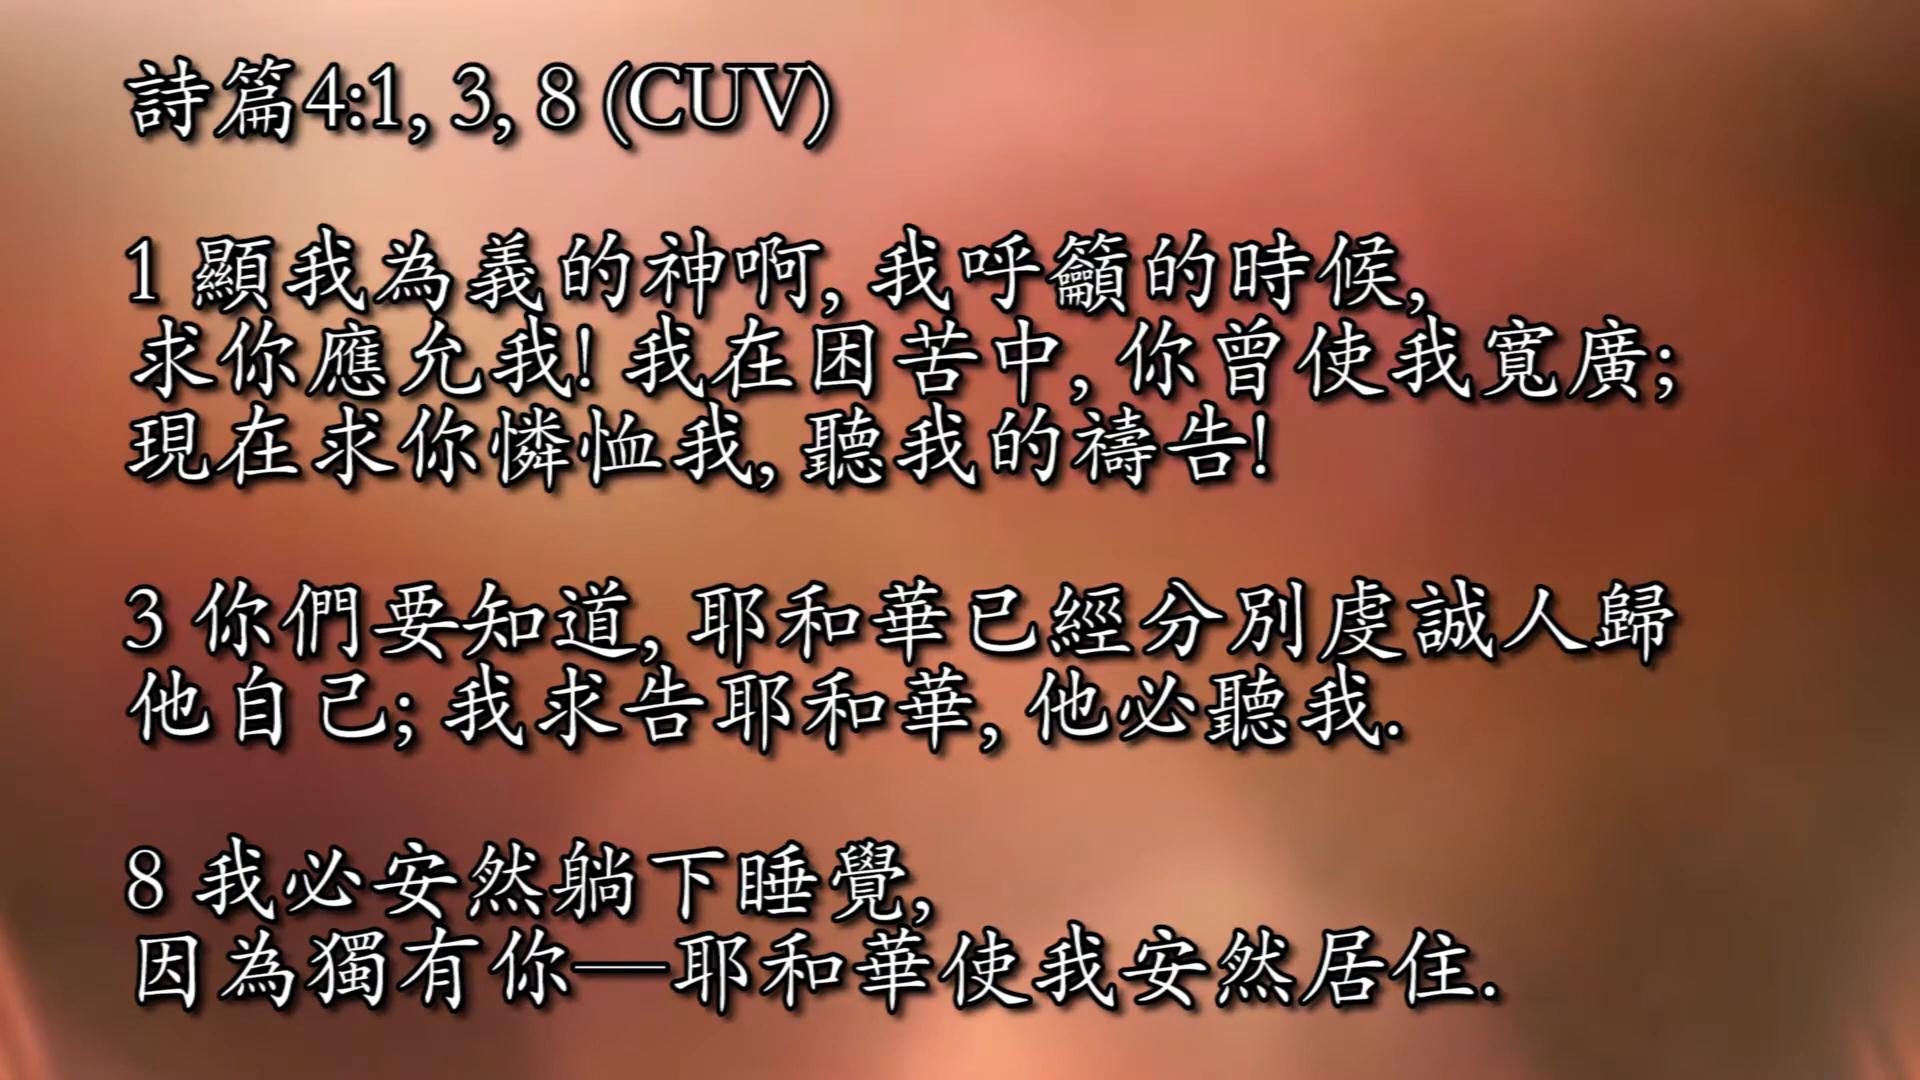 詩篇4:1, 3, 8 (CUV)
1 顯我為義的神啊, 我呼籲的時候,
求你應允我! 我在困苦中, 你曾使我寬廣;
現在求你憐恤我, 聽我的禱告!
3 你們要知道, 耶和華已經分別虔誠人歸
他自己; 我求告耶和華, 他必聽我.
8 我必安然躺下睡覺,
因為獨有你—耶和華使我安然居住.